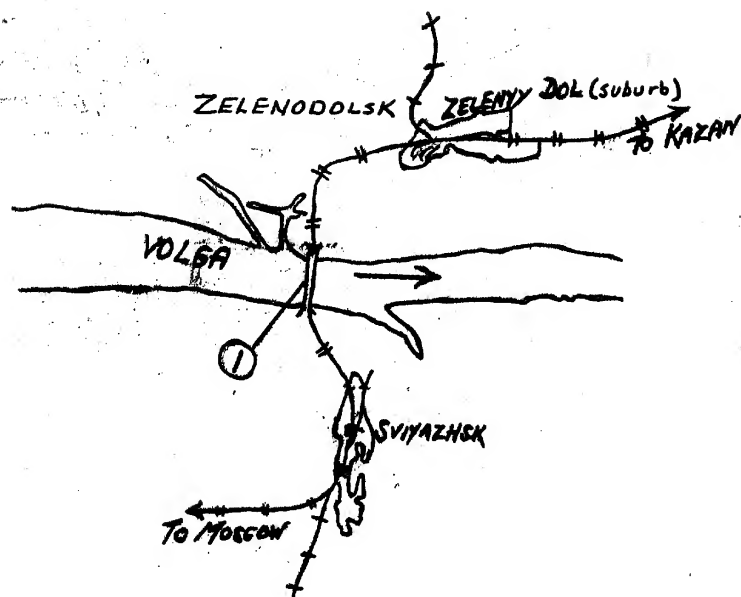 ZELENODOLSK
ZELENYY DOL (suburb)
TO KAZAN
VOLGA
1
SVIYAZHSK
TO MOSCOW